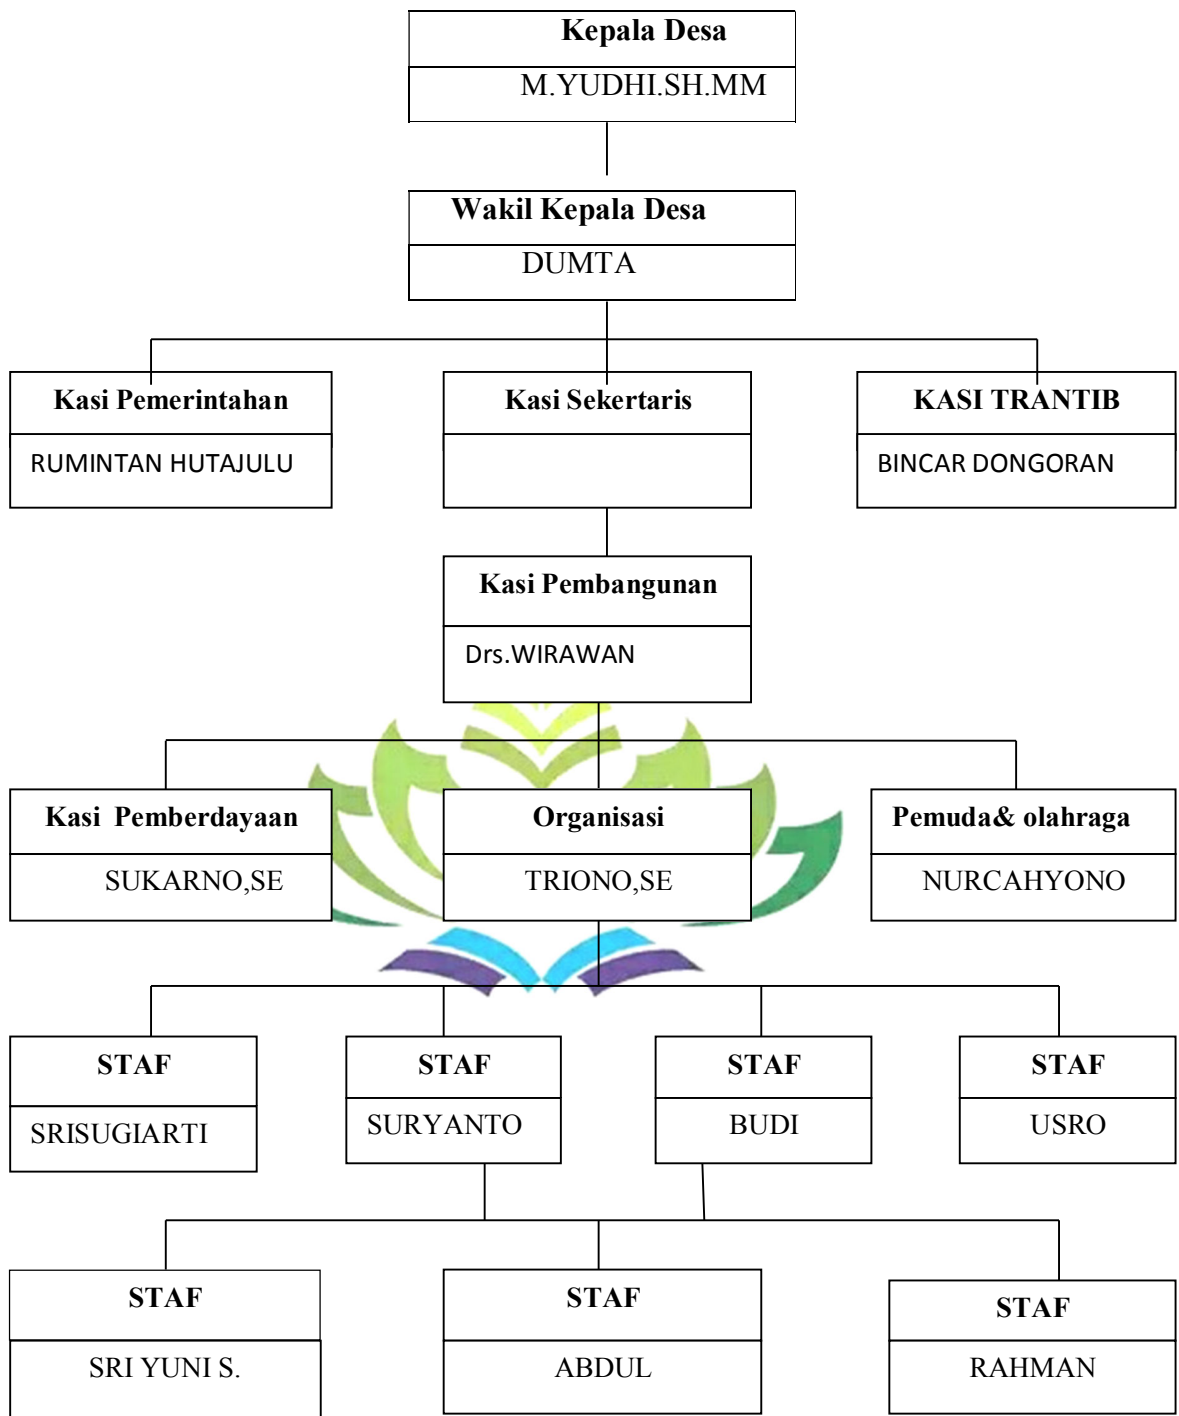 Kepala Desa
M.YUDHI.SH.MM
Wakil Kepala Desa
DUMTA
Kasi Pemerintahan
RUMINTAN HUTAJULU
Kasi Sekertaris
KASI TRANTIB
BINCAR DONGORAN
Kasi Pembangunan
Drs.WIRAWAN
Kasi Pemberdayaan
SUKARNO,SE
Organisasi
TRIONO,SE
Pemuda& olahraga
NURCAHYONO
STAF
SRISUGIARTI
STAF
SURYANTO
STAF
BUDI
STAF
USRO
STAF
SRI YUNI S.
STAF
ABDUL
STAF
RAHMAN